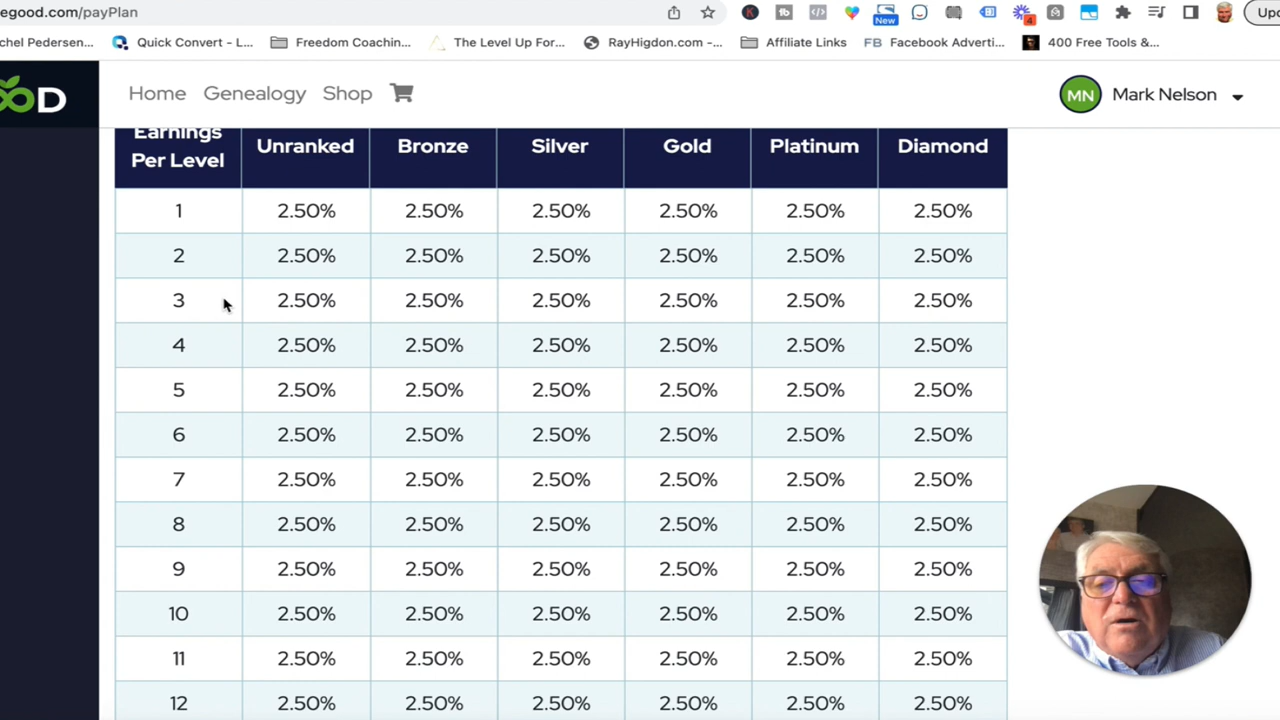 egood.com/payPlan
New
4
chel Pedersen...
Quick Convert - L...
Freedom Coachin...
The Level Up For...
RayHigdon.com -...
Affiliate Links
FB Facebook Adverti...
400 Free Tools &...
OD
Home
Genealogy
Shop
MN
Mark Nelson
Earnings Per Level Unranked Bronze Silver Gold Platinum Diamond
1 2.50% 2.50% 2.50% 2.50% 2.50% 2.50%
2 2.50% 2.50% 2.50% 2.50% 2.50% 2.50%
3 2.50% 2.50% 2.50% 2.50% 2.50% 2.50%
4 2.50% 2.50% 2.50% 2.50% 2.50% 2.50%
5 2.50% 2.50% 2.50% 2.50% 2.50% 2.50%
6 2.50% 2.50% 2.50% 2.50% 2.50% 2.50%
7 2.50% 2.50% 2.50% 2.50% 2.50% 2.50%
8 2.50% 2.50% 2.50% 2.50% 2.50% 2.50%
9 2.50% 2.50% 2.50% 2.50% 2.50% 2.50%
10 2.50% 2.50% 2.50% 2.50% 2.50% 2.50%
11 2.50% 2.50% 2.50% 2.50% 2.50% 2.50%
12 2.50% 2.50% 2.50% 2.50% 2.50% 2.50%